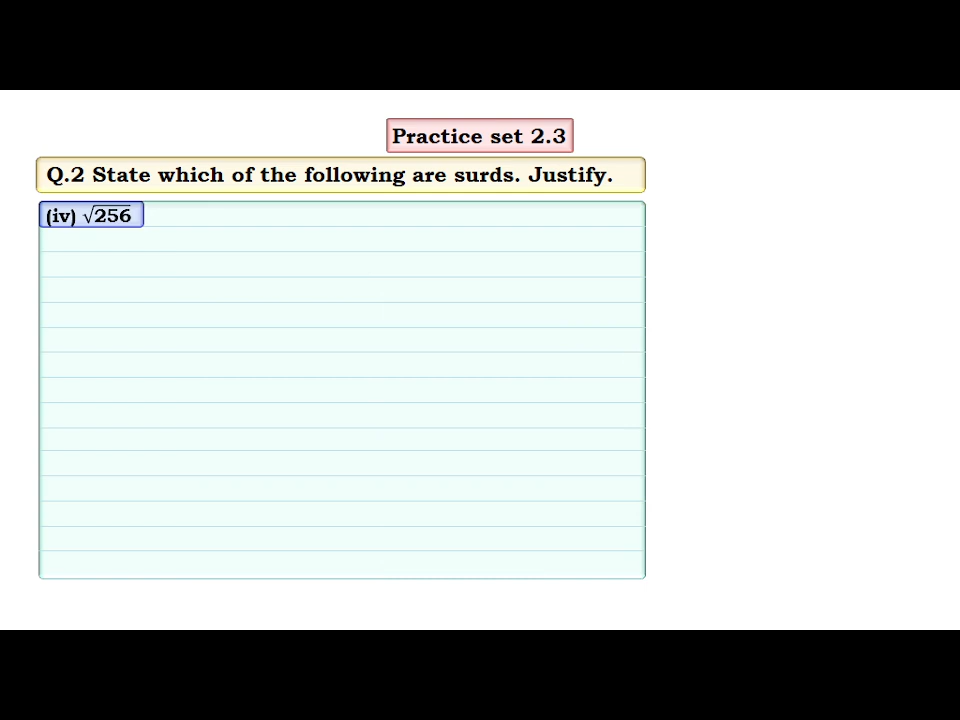 Practice set 2.3
Q.2 State which of the following are surds. Justify.
(iv) √256